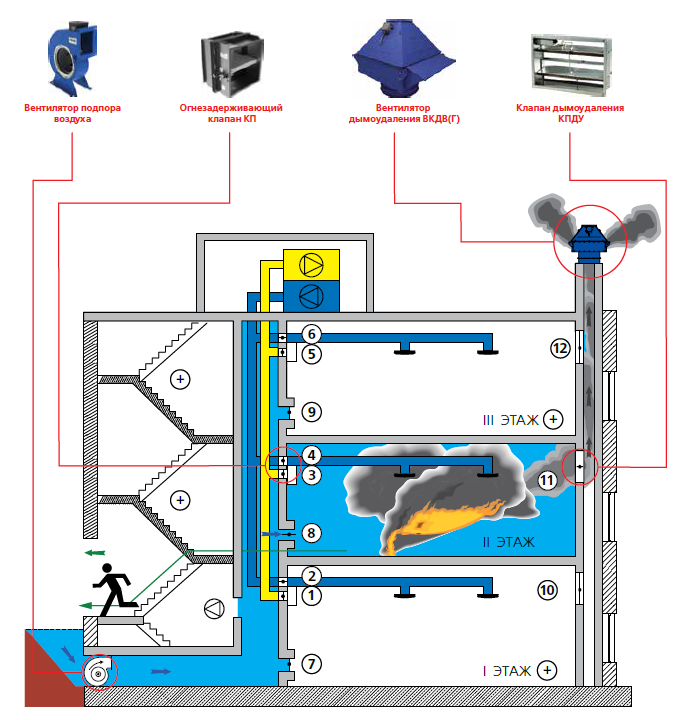 Вентилятор подпора
воздуха
Огнезадерживающий
клапан КП
Вентилятор
дымоудаления ВКДВ(Г)
Клапан дымоудаления
КПДУ
6
5
12
+
9
III ЭТАЖ +
4
3
11
+
8
II ЭТАЖ
2
1
10
7
I ЭТАЖ +